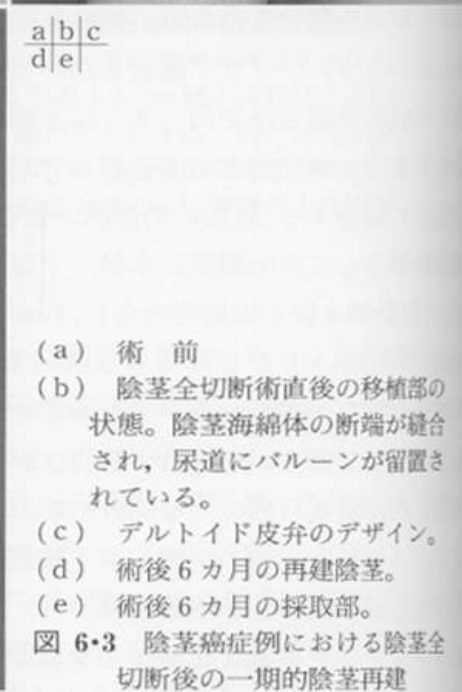 a b c
d e
(a) 術 前
(b) 陰茎全切断術直後の移植部の
状態。陰茎海綿体の断端が縫合
され，尿道にバルーンが留置さ
れている。
(c) デルトイド皮弁のデザイン。
(d) 術後6カ月の再建陰茎。
(e) 術後6カ月の採取部。
図 6・3 陰茎癌症例における陰茎全
切断後の一期的陰茎再建